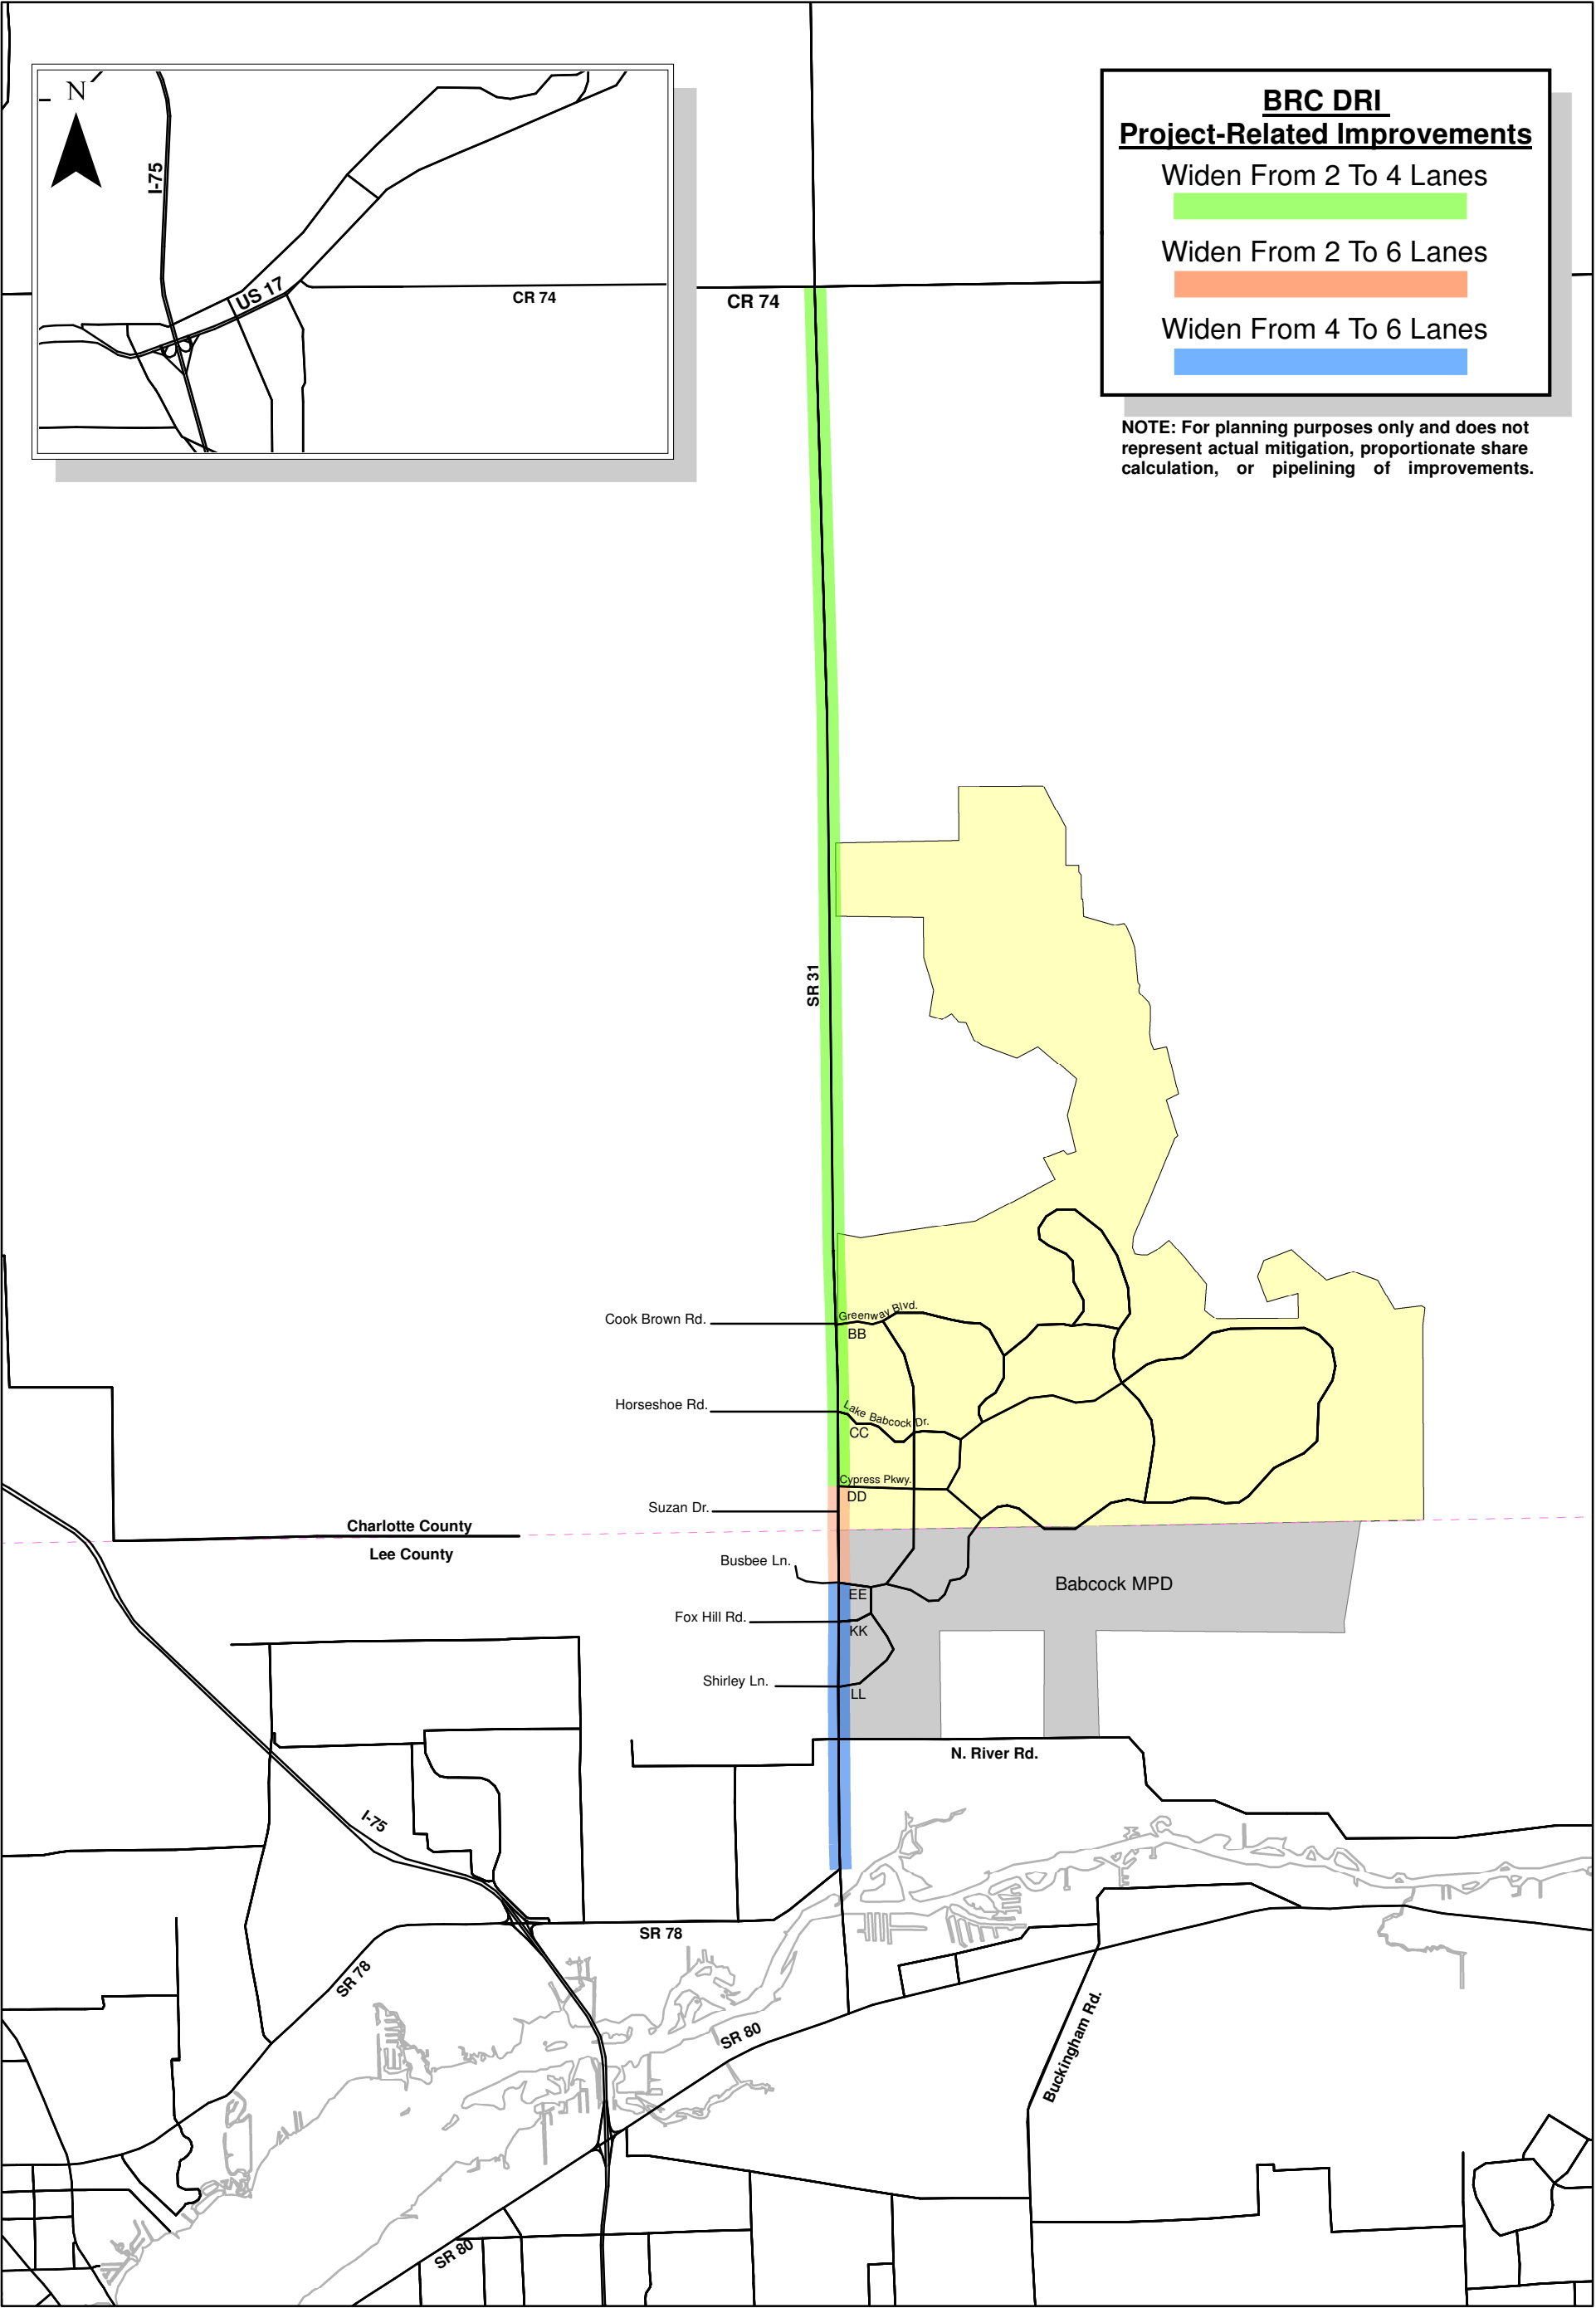 N
I-75
US 17
CR 74
BRC DRI
Project-Related Improvements
Widen From 2 To 4 Lanes
Widen From 2 To 6 Lanes
Widen From 4 To 6 Lanes
NOTE: For planning purposes only and does not
represent actual mitigation, proportionate share
calculation, or pipelining of improvements.
CR 74
SR 31
Cook Brown Rd.
Greenway Blvd.
BB
Horseshoe Rd.
Lake Babcock Dr.
CC
Cypress Pkwy.
DD
Suzan Dr.
Charlotte County
Lee County
Busbee Ln.
EE
Babcock MPD
Fox Hill Rd.
KK
Shirley Ln.
LL
N. River Rd.
I-75
SR 78
SR 78
SR 80
Buckingham Rd.
SR 80